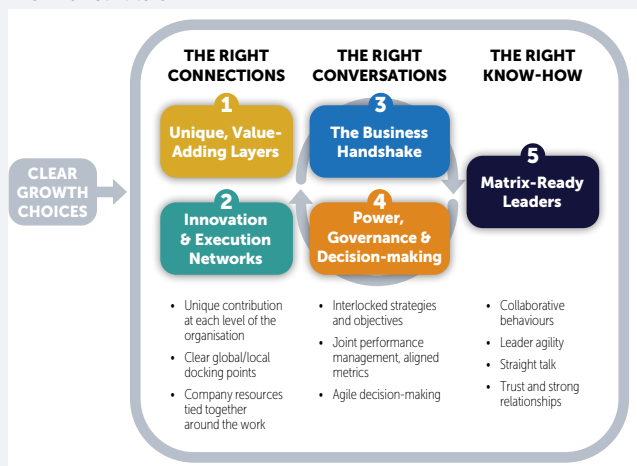 THE RIGHT
CONNECTIONS
THE RIGHT
CONVERSATIONS
THE RIGHT
KNOW-HOW
CLEAR
GROWTH
CHOICES
1
Unique, Value-
Adding Layers
2
Innovation
& Execution
Networks
3
The Business
Handshake
4
Power,
Governance &
Decision-making
5
Matrix-Ready
Leaders
• Unique contribution
at each level of the
organisation
• Clear global/local
docking points
• Company resources
tied together
around the work
• Interlocked strategies
and objectives
• Joint performance
management, aligned
metrics
• Agile decision-making
• Collaborative
behaviours
• Leader agility
• Straight talk
• Trust and strong
relationships